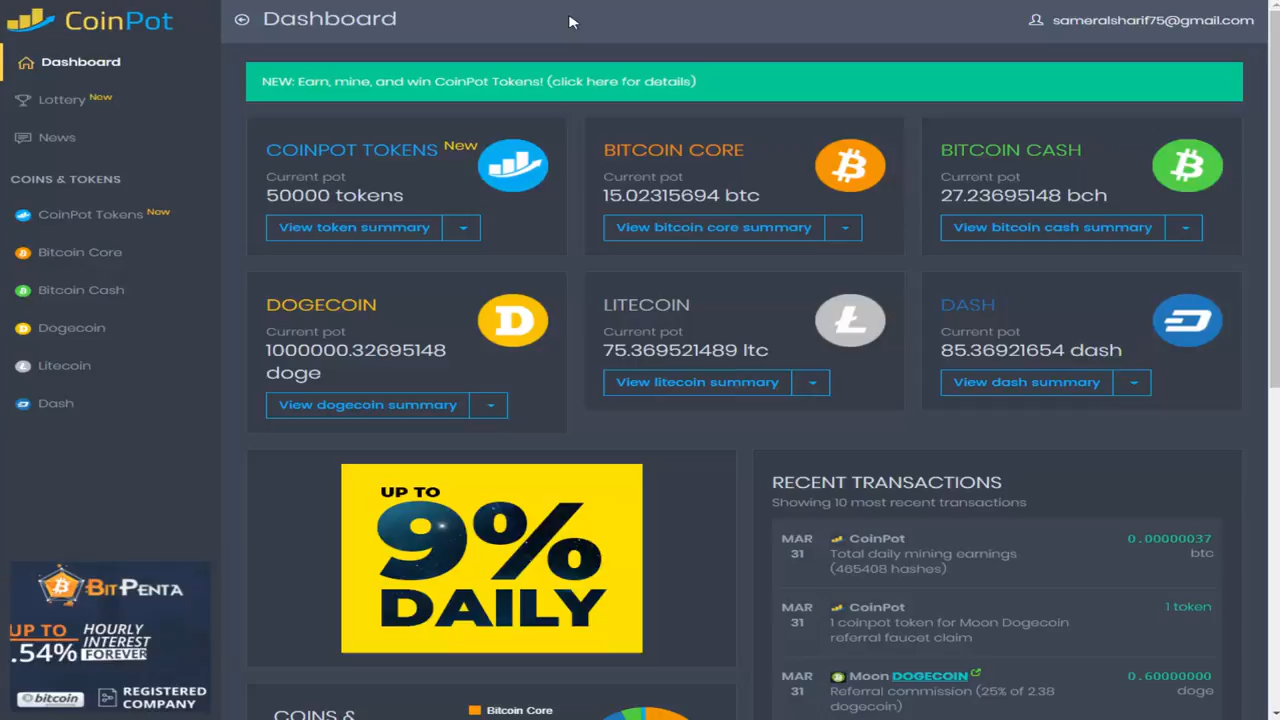 CoinPot
Dashboard
sameralsharif75@gmail.com
Dashboard
Lottery New
News
COINS & TOKENS
CoinPot Tokens New
Bitcoin Core
Bitcoin Cash
Dogecoin
Litecoin
Dash
BITPENTA
UP TO HOURLY
.54% INTEREST
FOREVER
bitcoin REGISTERED
COMPANY
NEW: Earn, mine, and win CoinPot Tokens! (click here for details)
COINPOT TOKENS New
Current pot
50000 tokens
View token summary
BITCOIN CORE
Current pot
15.02315694 btc
View bitcoin core summary
BITCOIN CASH
Current pot
27.23695148 bch
View bitcoin cash summary
DOGECOIN
Current pot
1000000.32695148
doge
View dogecoin summary
LITECOIN
Current pot
75.369521489 ltc
View litecoin summary
DASH
Current pot
85.36921654 dash
View dash summary
UP TO
9%
DAILY
COINS &
Bitcoin Core
RECENT TRANSACTIONS
Showing 10 most recent transactions
MAR CoinPot 0.00000037
31 Total daily mining earnings btc
(465408 hashes)
MAR CoinPot 1 token
31 1 coinpot token for Moon Dogecoin
referral faucet claim
MAR Moon DOGECOIN 0.60000000
31 Referral commission (25% of 2.38 doge
dogecoin)